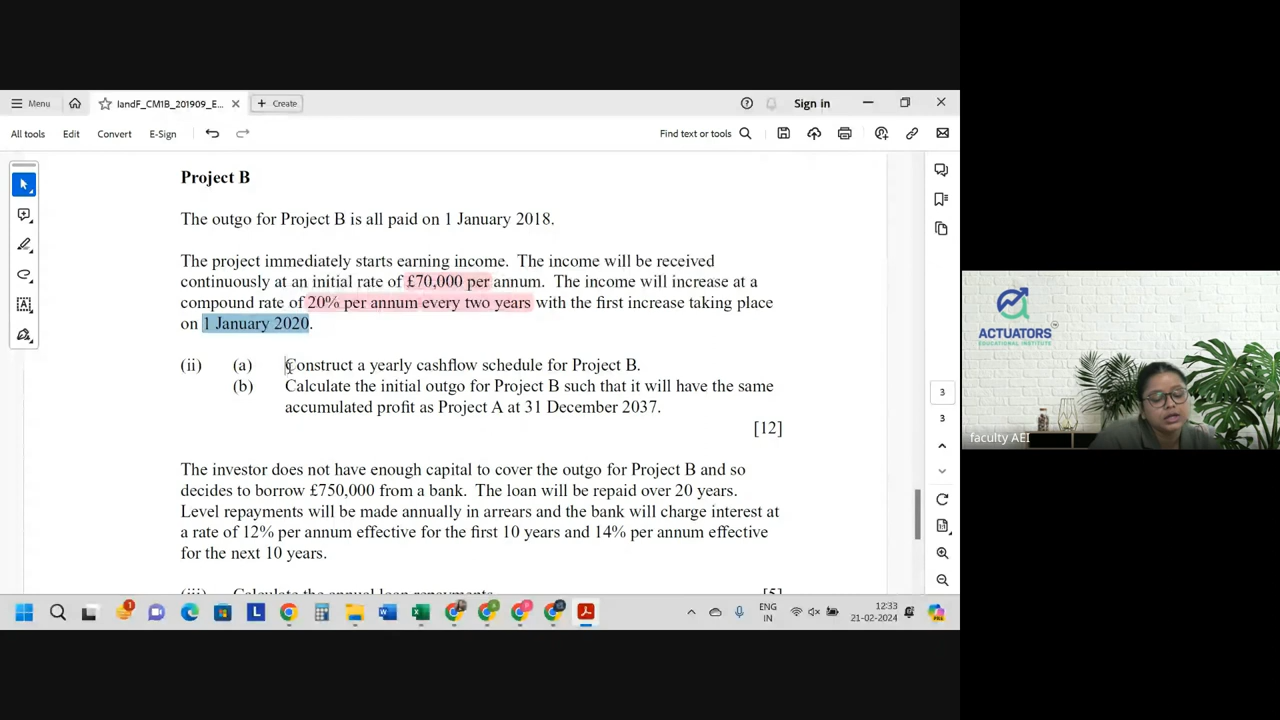 Menu
IandF_CM1B_201909_E...
Create
Sign in
All tools
Edit
Convert
E-Sign
Find text or tools
Project B
The outgo for Project B is all paid on 1 January 2018.
The project immediately starts earning income. The income will be received
continuously at an initial rate of £70,000 per annum. The income will increase at a
compound rate of 20% per annum every two years with the first increase taking place
on 1 January 2020.
(ii) (a) Construct a yearly cashflow schedule for Project B.
(b) Calculate the initial outgo for Project B such that it will have the same
accumulated profit as Project A at 31 December 2037.
[12]
The investor does not have enough capital to cover the outgo for Project B and so
decides to borrow £750,000 from a bank. The loan will be repaid over 20 years.
Level repayments will be made annually in arrears and the bank will charge interest at
a rate of 12% per annum effective for the first 10 years and 14% per annum effective
for the next 10 years.
(iii) Calculate the annual loan repayments. [5]
3
3
ACTUATORS
EDUCATIONAL INSTITUTE
faculty AEI
ENG
IN
12:33
21-02-2024